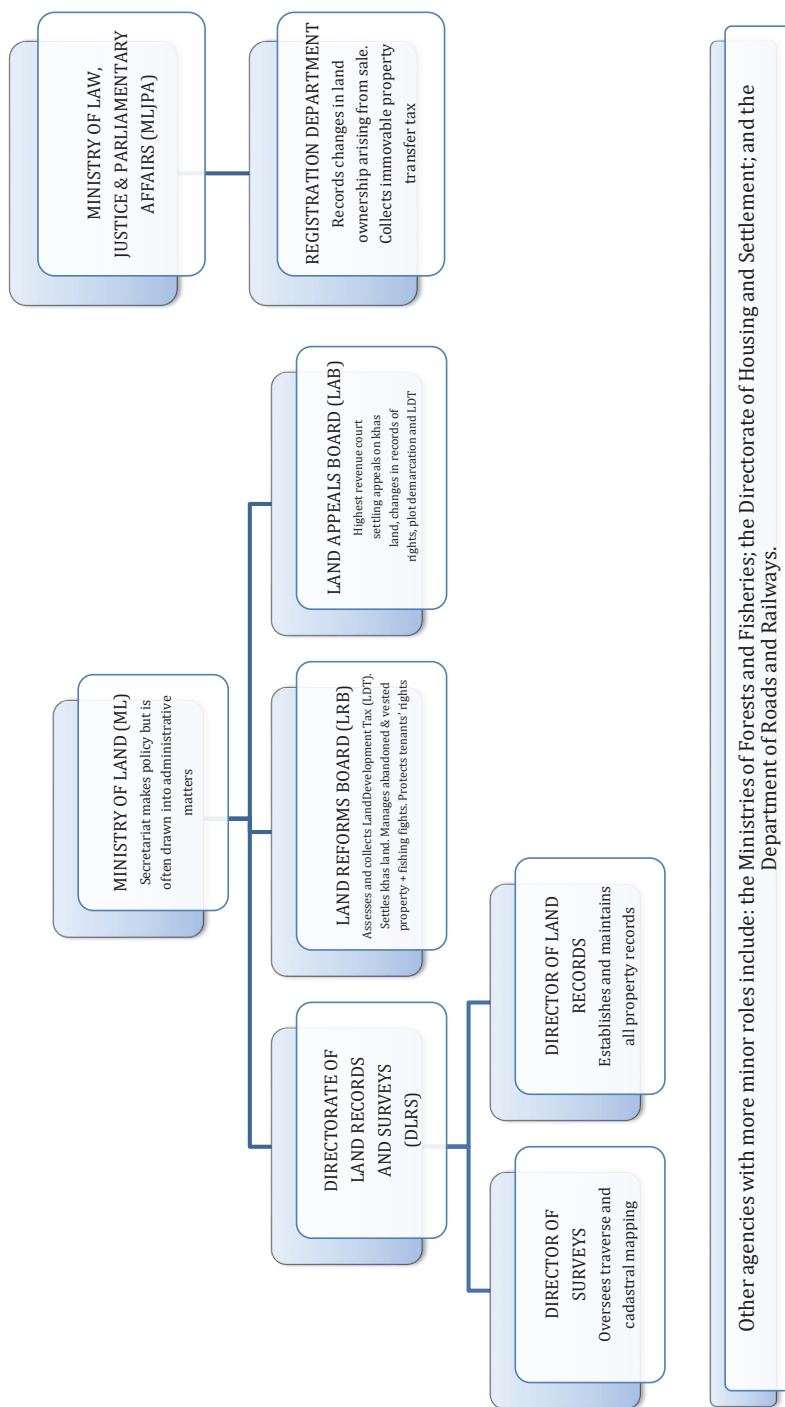 MINISTRY OF LAND (ML)
Secretariat makes policy but is
often drawn into administrative
matters
MINISTRY OF LAW,
JUSTICE & PARLIAMENTARY
AFFAIRS (MLJPA)
DIRECTORATE OF
LAND RECORDS
AND SURVEYS
(DLRS)
LAND REFORMS BOARD (LRB)
Assesses and collects LandDevelopment Tax (LDT).
Settles khas land. Manages abandoned & vested
property + fishing fights. Protects tenants’ rights
LAND APPEALS BOARD (LAB)
Highest revenue court
settling appeals on khas
land, changes in records of
rights, plot demarcation and LDT
REGISTRATION DEPARTMENT
Records changes in land
ownership arising from sale.
Collects immovable property
transfer tax
DIRECTOR OF
SURVEYS
Oversees traverse and
cadastral mapping
DIRECTOR OF LAND
RECORDS
Establishes and maintains
all property records
Other agencies with more minor roles include: the Ministries of Forests and Fisheries; the Directorate of Housing and Settlement; and the
Department of Roads and Railways.